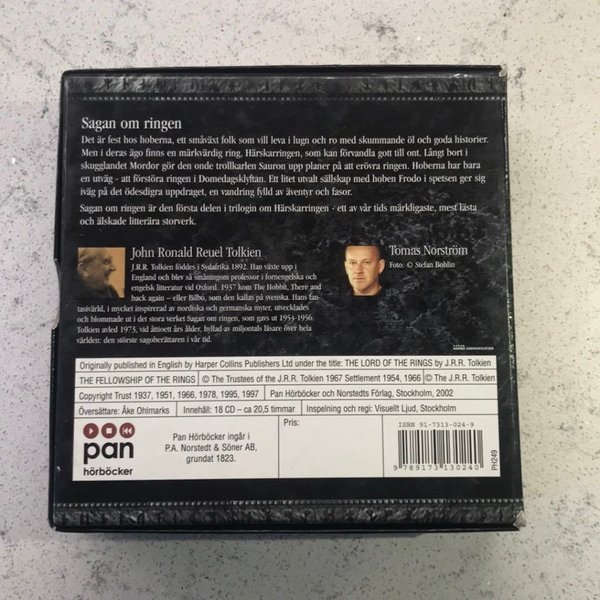 Sagan om ringen
Det är fest hos hoberna, ett småväxt folk som vill leva i lugn och ro med skummande öl och goda historier.
Men i deras ägo finns en märkvärdig ring, Härskarringen, som kan förvandla gott till ont. Långt bort i
skugglandet Mordor gör den onde trollkarlen Sauron upp planer på att erövra ringen. Hoberna har bara
en utväg - att förstöra ringen i Domedagsklyftan. Ett litet utvalt sällskap med hoben Frodo i spetsen ger sig
iväg på det ödesdigra uppdraget, en vandring fylld av äventyr och fasor.
Sagan om ringen är den första delen i trilogin om Härskarringen - ett av vår tids märkligaste, mest lästa
och älskade litterära storverk.
John Ronald Reuel Tolkien
J.R.R. Tolkien föddes i Sydafrika 1892. Han växte upp i
England och blev så småningom professor i fornengelska och
engelsk litteratur vid Oxford. 1937 kom The Hobbit, There and
back again – eller Bilbo, som den kallas på svenska. Hans fan-
tasivärld, i mycket inspirerad av nordiska och germanska myter, utvecklades
och blommade ut i det stora verket Sagan om ringen, som gavs ut 1954-1956.
Tolkien avled 1973, vid åttioett års ålder, hyllad av miljontals läsare över hela
världen: den störste sagoberättaren i vår tid.
Tomas Norström
Foto: © Stefan Bohlin
Originally published in English by Harper Collins Publishers Ltd under the title: THE LORD OF THE RINGS by J.R.R. Tolkien
THE FELLOWSHIP OF THE RINGS © The Trustees of the J.R.R. Tolkien 1967 Settlement 1954, 1966 © The J.R.R. Tolkien
Copyright Trust 1937, 1951, 1966, 1978, 1995, 1997 Pan Hörböcker och Norstedts Förlag, Stockholm, 2002
Översättare: Åke Ohlmarks Innehåll: 18 CD – ca 20,5 timmar Inspelning och regi: Visuellt Ljud, Stockholm
pan
hörböcker
Pan Hörböcker ingår i
P.A. Norstedt & Söner AB,
grundat 1823.
Pris:
ISBN 91-7313-024-9
9 789173 130240
PH249